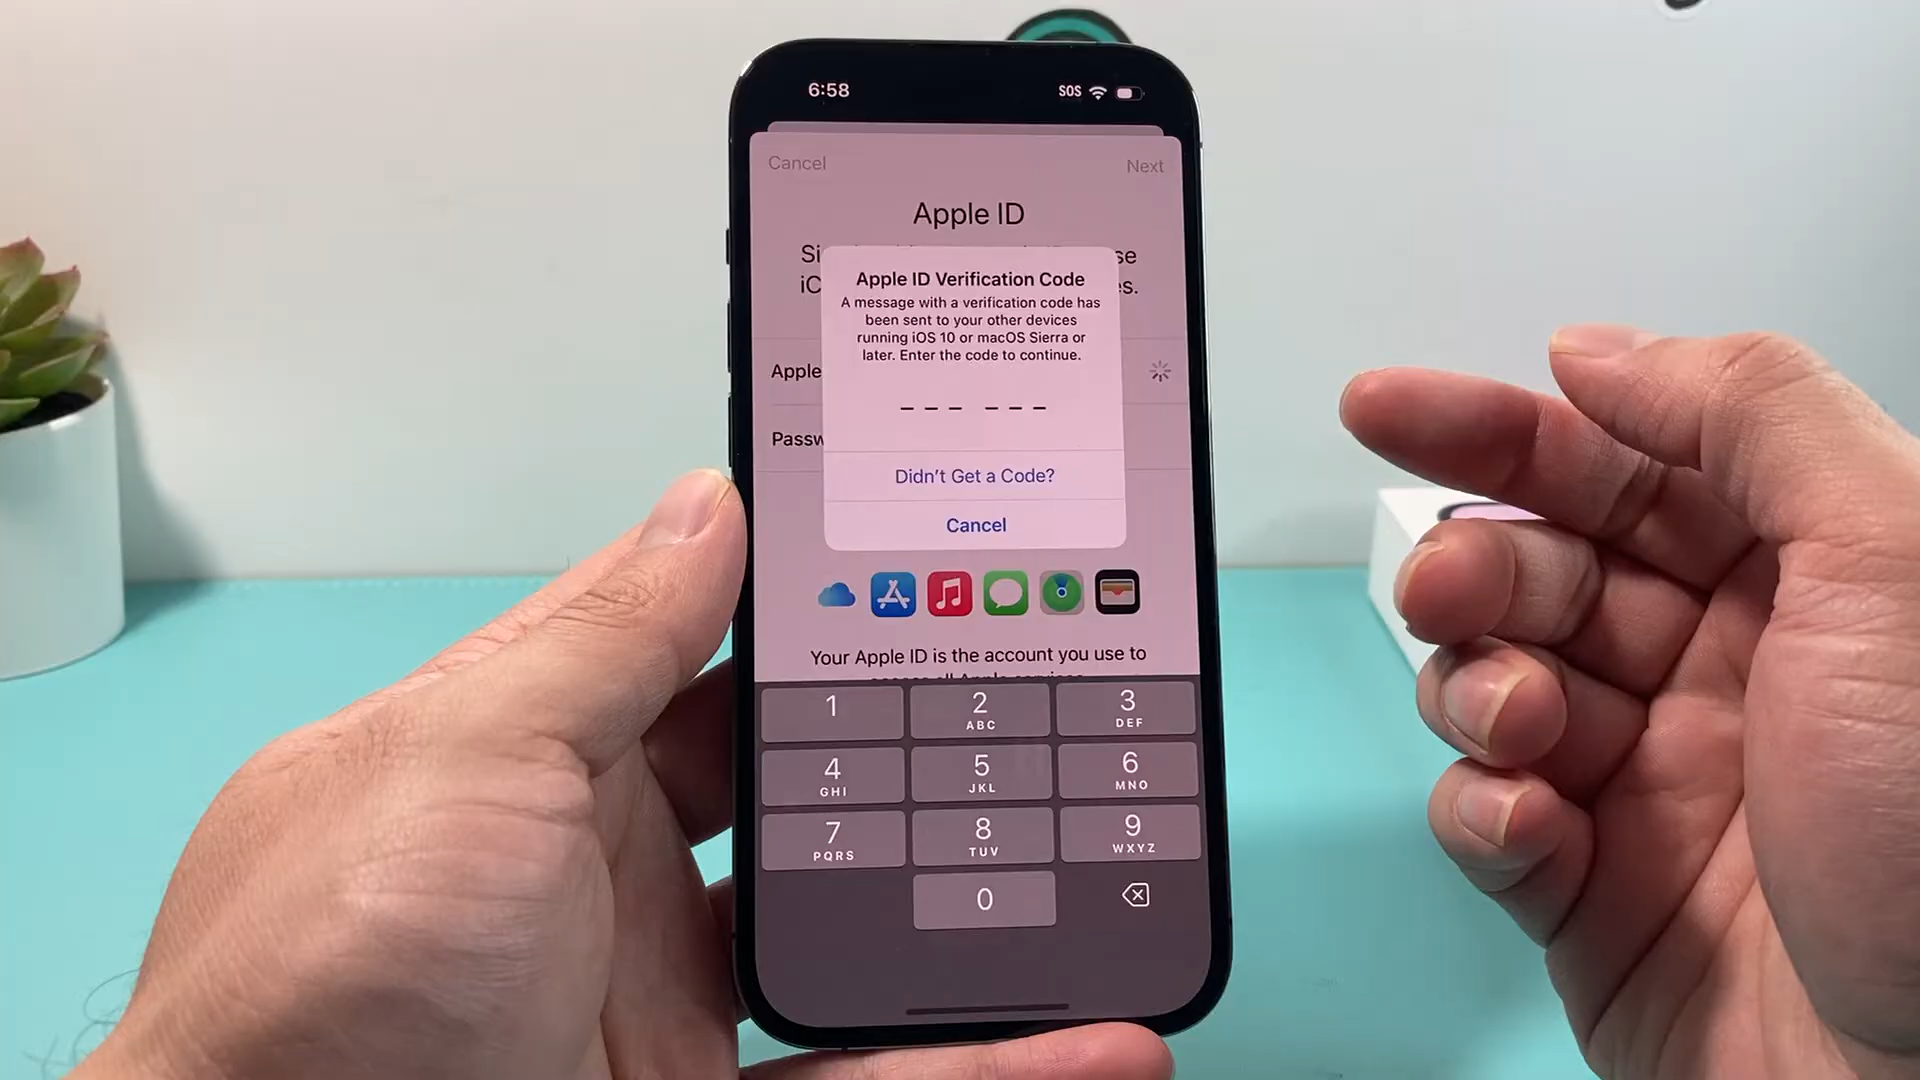 6:58 SOS
Cancel Next
Apple ID
Apple ID Verification Code
A message with a verification code has
been sent to your other devices
running iOS 10 or macOS Sierra or
later. Enter the code to continue.
Apple
Didn't Get a Code?
Cancel
Your Apple ID is the account you use to
1 2 3
ABC DEF
4 5 6
GHI JKL MNO
7 8 9
PQRS TUV WXYZ
0